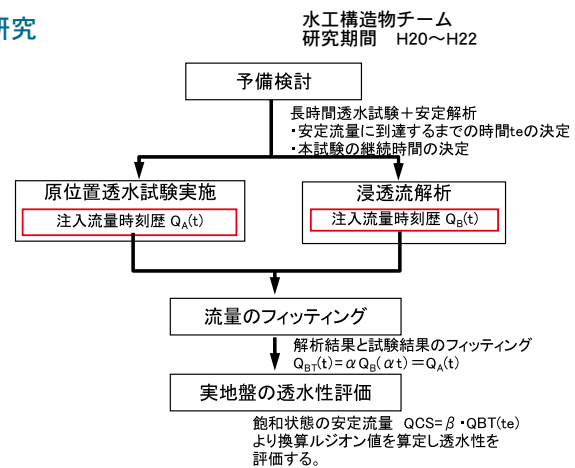 研究
水工構造物チーム
研究期間 H20～H22
予備検討
長時間透水試験＋安定解析
・安定流量に到達するまでの時間teの決定
・本試験の継続時間の決定
原位置透水試験実施
注入流量時刻歴 QA(t)
浸透流解析
注入流量時刻歴 QB(t)
流量のフィッティング
解析結果と試験結果のフィッティング
QBT(t)=αQB(αt)＝QA(t)
実地盤の透水性評価
飽和状態の安定流量 QCS=β・QBT(te)
より換算ルジオン値を算定し透水性を
評価する。